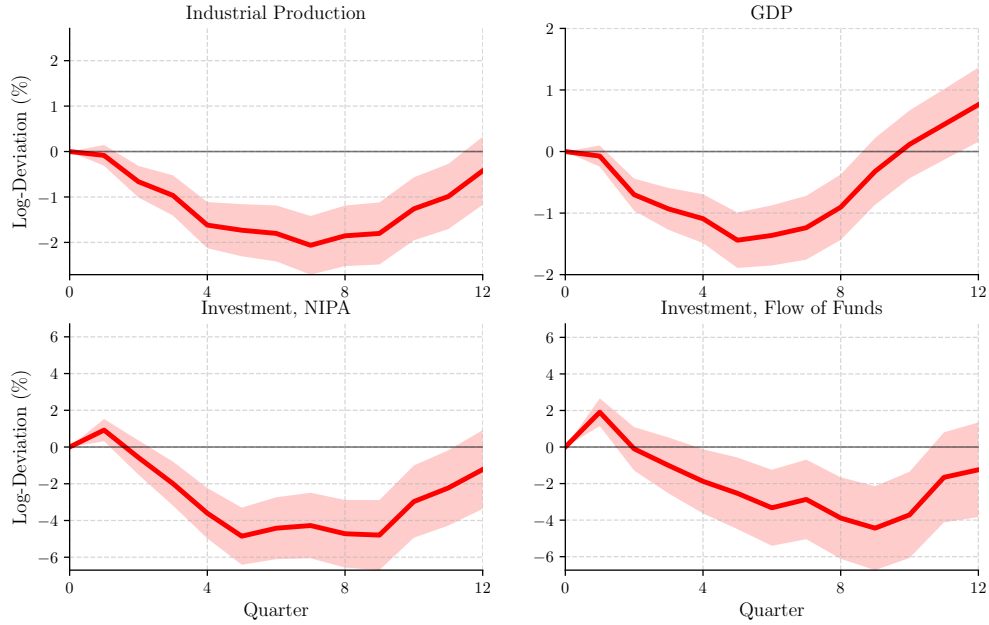 Industrial Production
Log-Deviation (%)
2
1
0
−1
−2
0 4 8 12
GDP
2
1
0
−1
−2
0 4 8 12
Investment, NIPA
Log-Deviation (%)
6
4
2
0
−2
−4
−6
0 4 8 12
Quarter
Investment, Flow of Funds
6
4
2
0
−2
−4
−6
0 4 8 12
Quarter